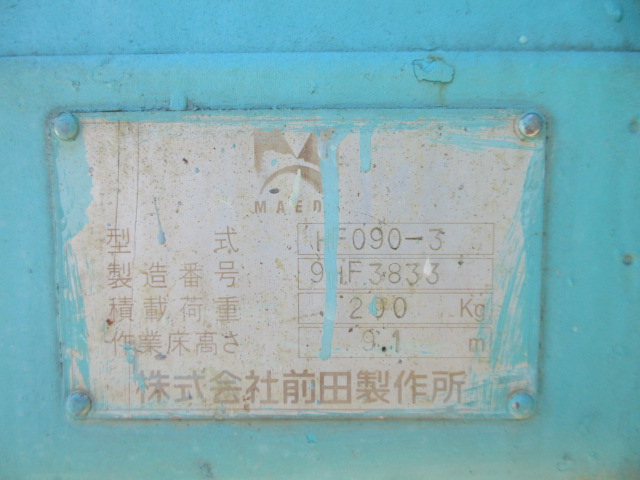 MAEDA
型式 HF090-3
製造番号 9HF3833
積載荷重 200 Kg
作業床高さ 9.1 m
株式会社前田製作所